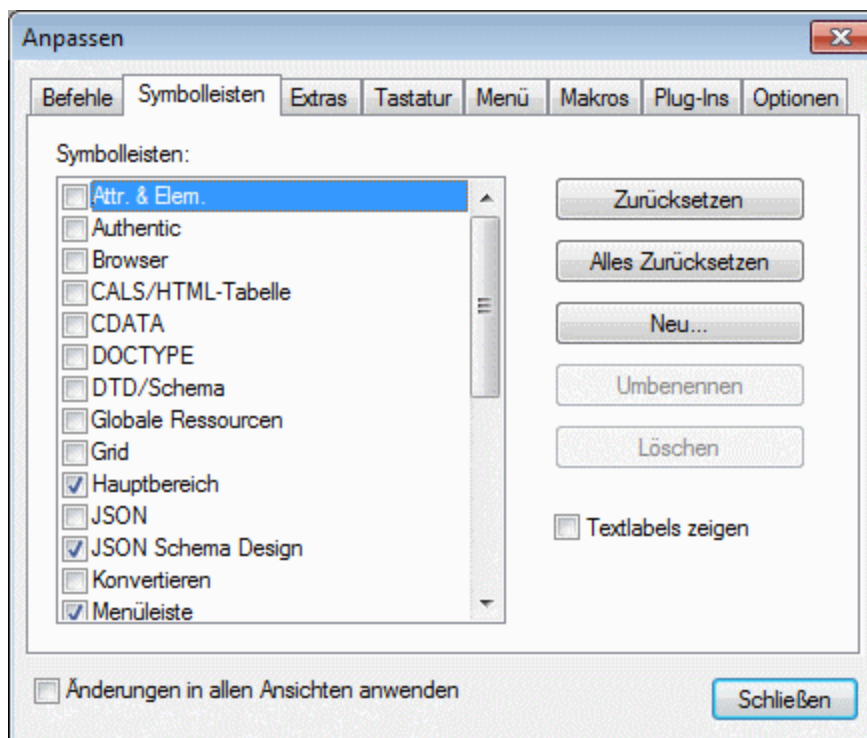 Anpassen
Befehle
Symbolleisten
Extras
Tastatur
Menü
Makros
Plug-Ins
Optionen
Symbolleisten:
Attr. & Elem.
Authentic
Browser
CALS/HTML-Tabelle
CDATA
DOCTYPE
DTD/Schema
Globale Ressourcen
Grid
Hauptbereich
JSON
JSON Schema Design
Konvertieren
Menüleiste
Zurücksetzen
Alles Zurücksetzen
Neu...
Umbenennen
Löschen
Textlabels zeigen
Änderungen in allen Ansichten anwenden
Schließen